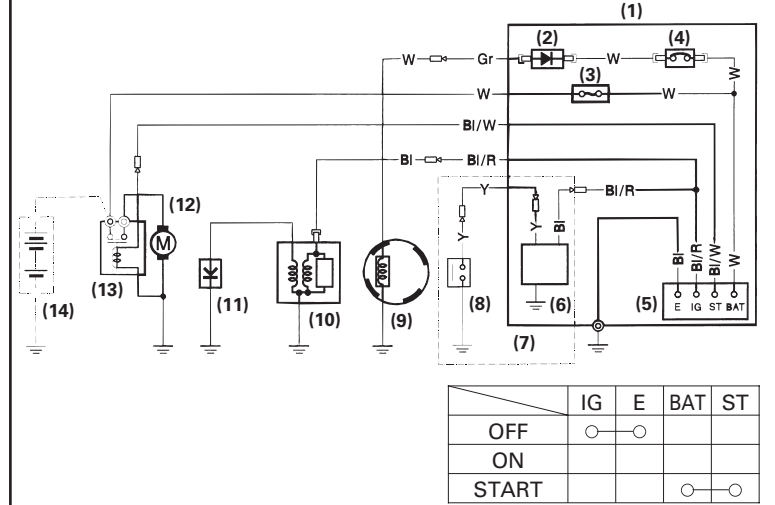 (1)
(2)
(4)
W
Gr
W
W
(3)
W
W
Bl/W
Bl
Bl/R
Y
Bl/R
(12)
M
Y
Y
Bl
Bl
Bl/R
Bl/W
W
(14)
(13)
(11)
(10)
(9)
(8)
(6)
(5)
E IG ST BAT
(7)
IG E BAT ST
OFF
ON
START